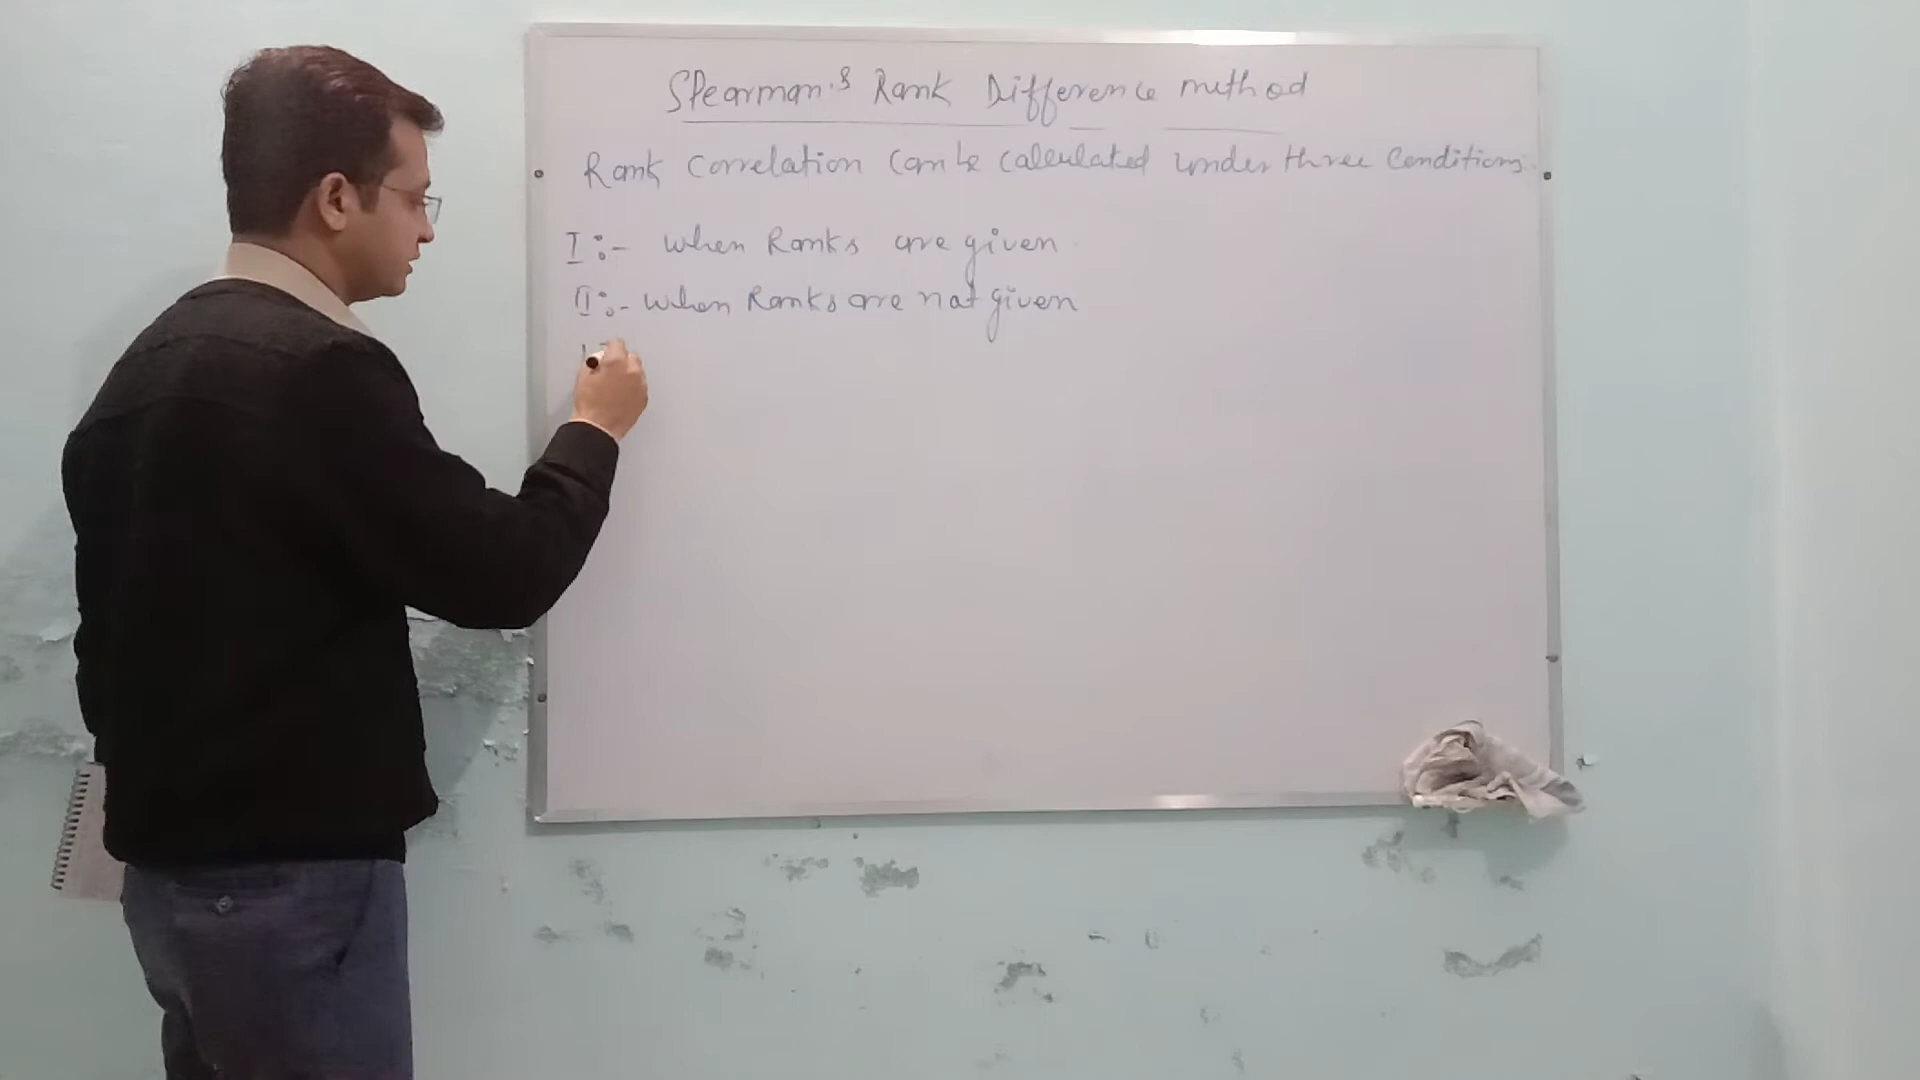 Spearman's Rank Difference method
Rank Correlation can be calculated under three Conditions.
I:- when Ranks are given
II:- when Ranks are not given